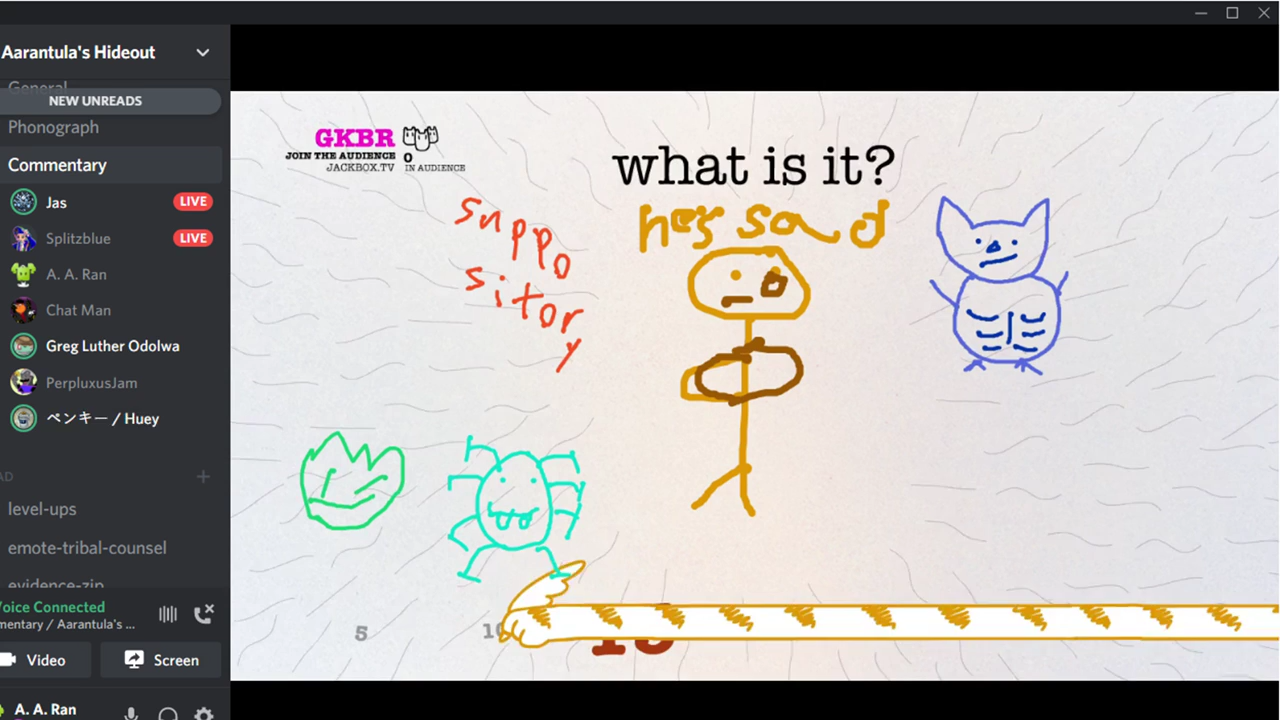 Aarantula's Hideout
General
NEW UNREADS
Phonograph
Commentary
Jas LIVE
Splitzblue LIVE
A. A. Ran
Chat Man
Greg Luther Odolwa
PerpluxusJam
ペンキー / Huey
AD
level-ups
emote-tribal-counsel
evidence-zip
Voice Connected
mentary / Aarantula's ...
Video
Screen
A. A. Ran
GKBR
JOIN THE AUDIENCE
JACKBOX.TV
0
IN AUDIENCE
what is it?
hes sad
suppo
sitor
y
5
10